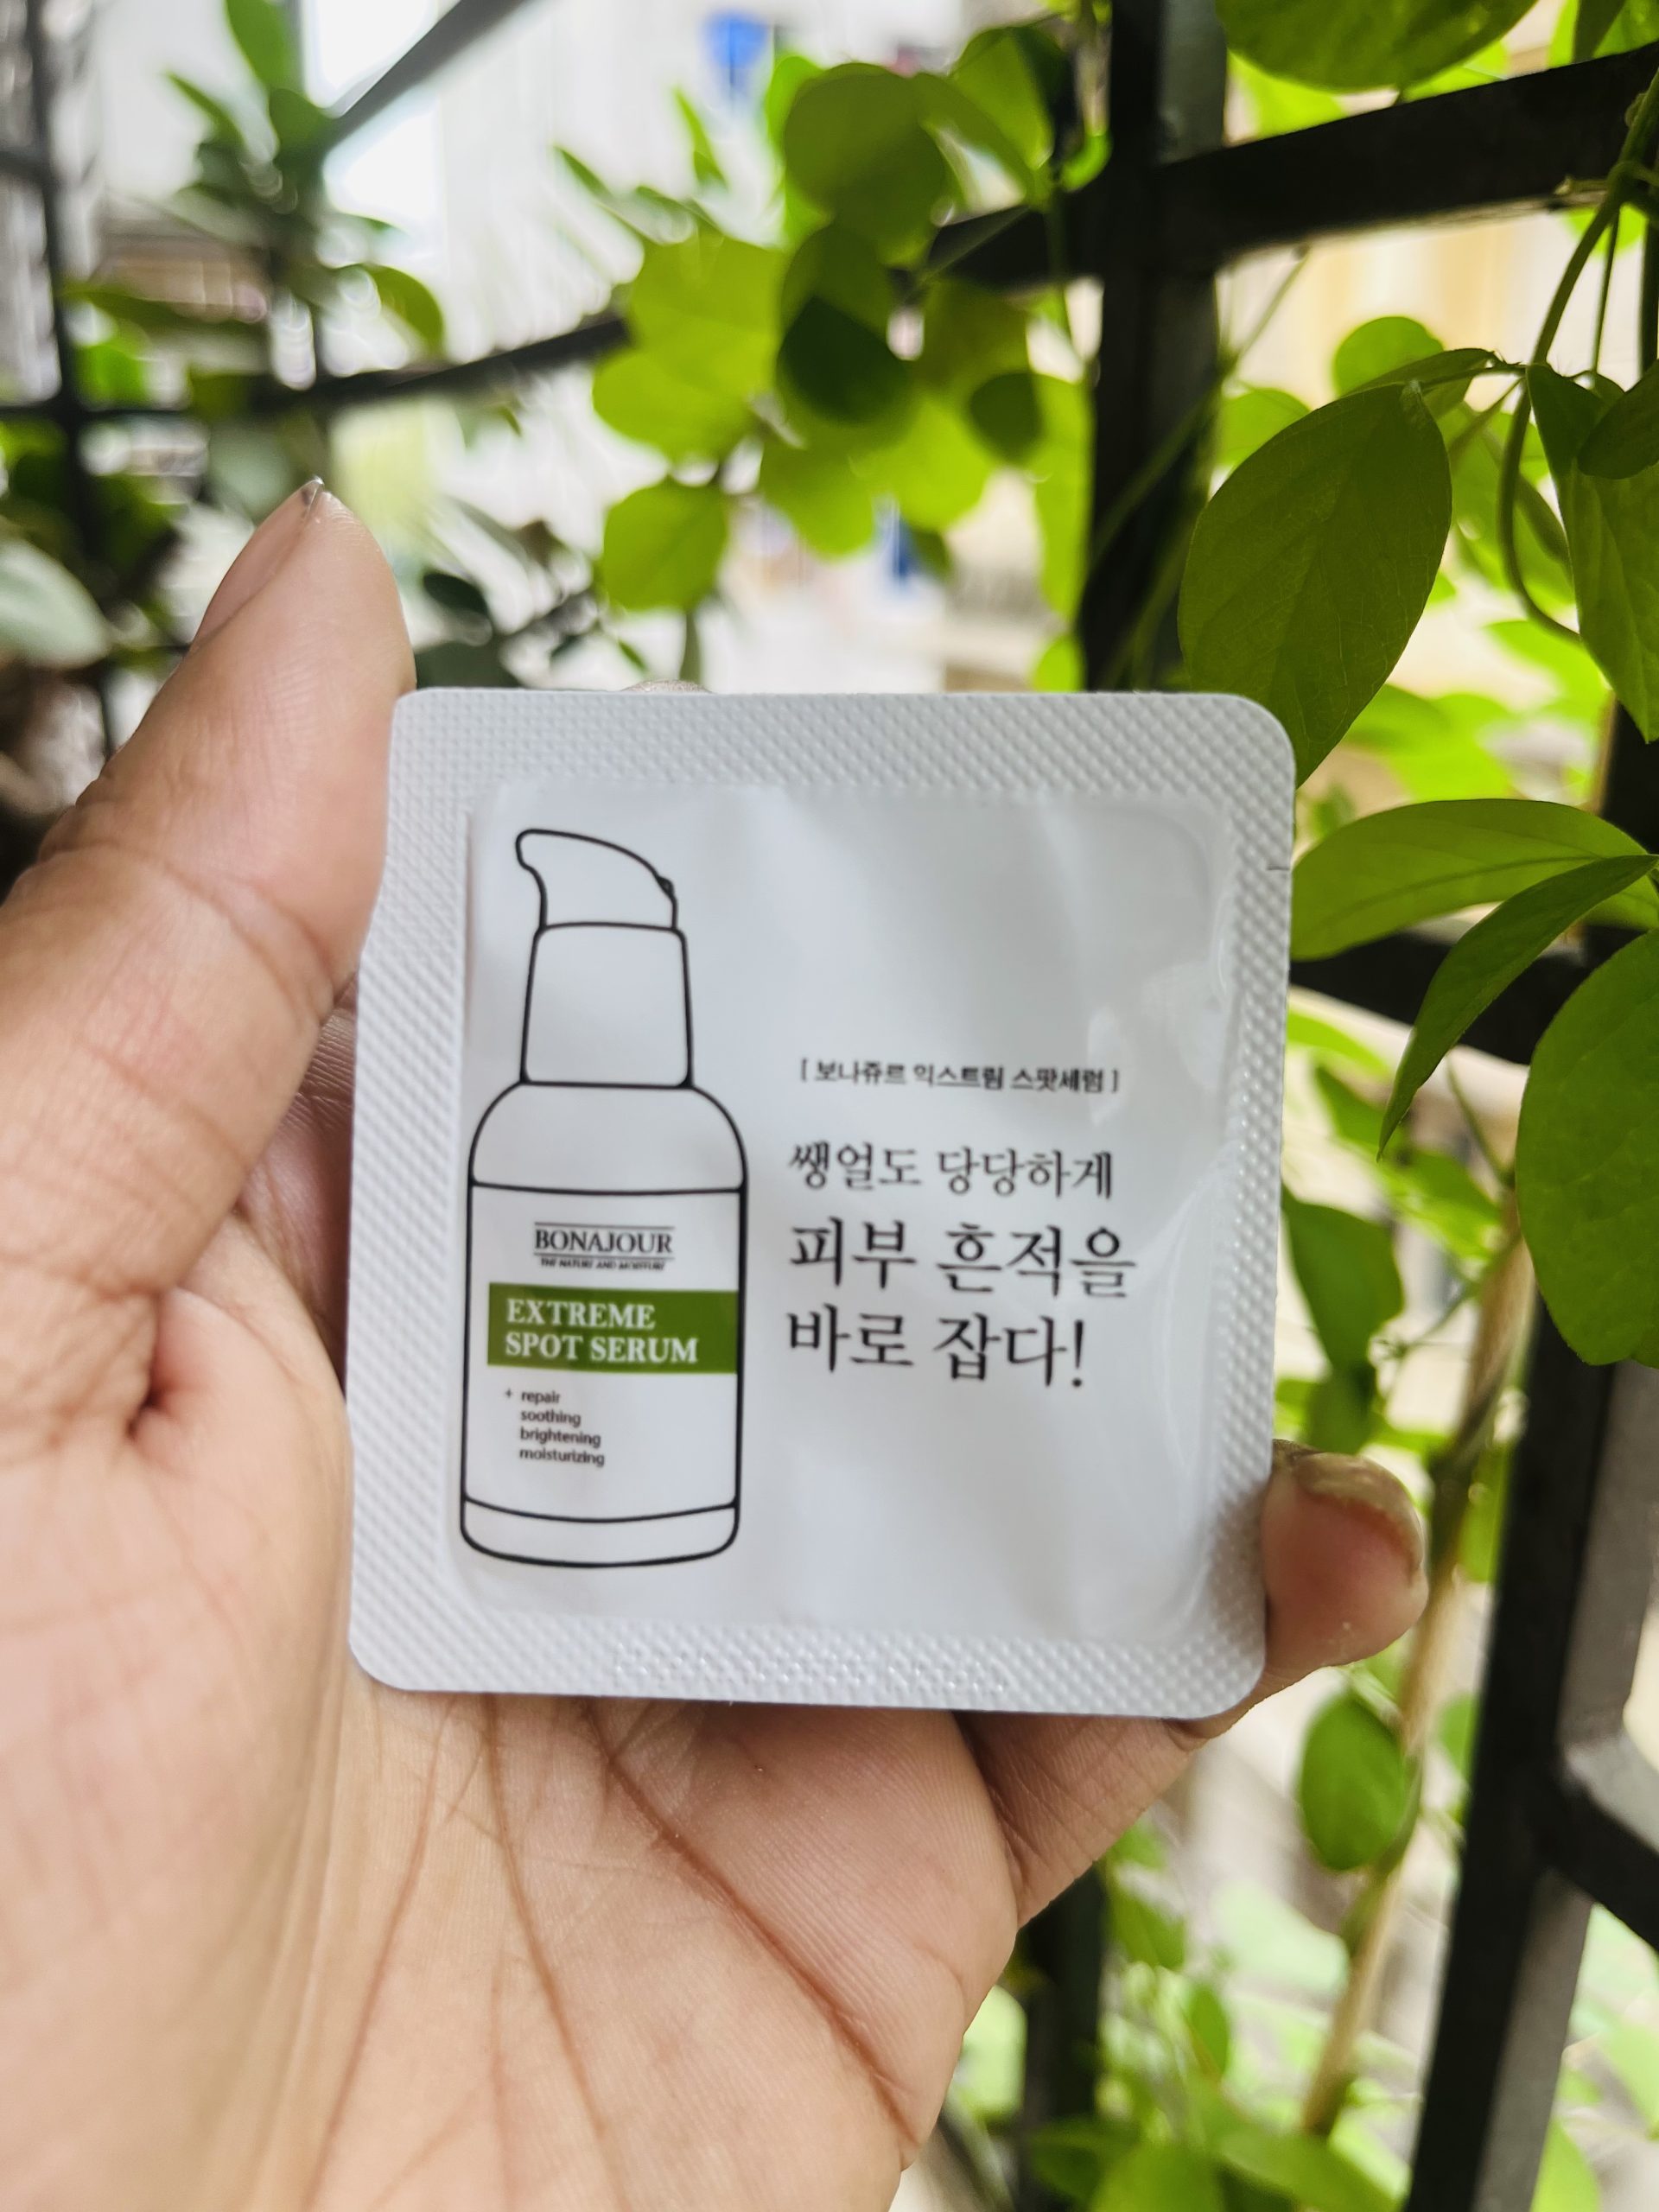 BONAJOUR
THE NATURE AND MOISTURE
EXTREME
SPOT SERUM
+ repair
soothing
brightening
moisturizing
[ 보나쥬르 익스트림 스팟세럼 ]
쌩얼도 당당하게
피부 흔적을
바로 잡다!